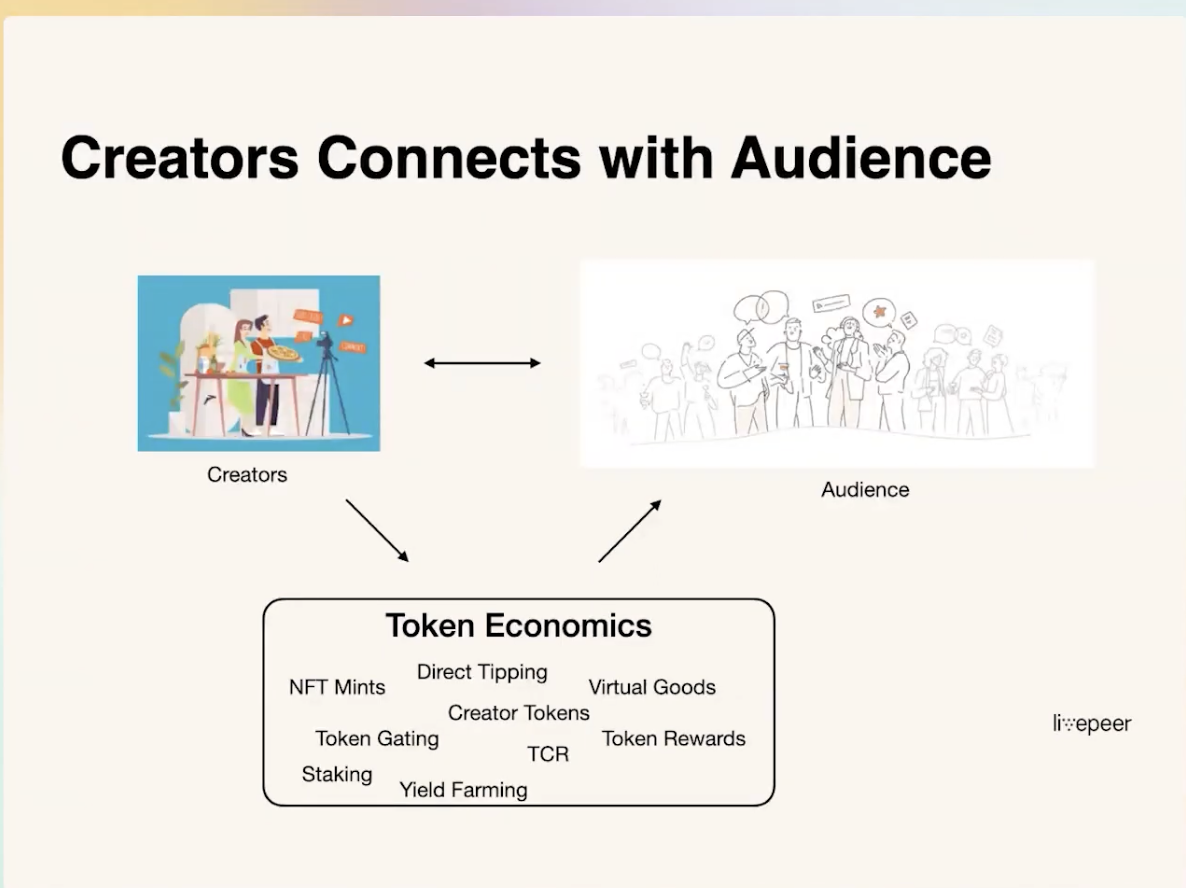 Creators Connects with Audience
Creators
Audience
Token Economics
Direct Tipping
NFT Mints
Virtual Goods
Creator Tokens
Token Gating
Token Rewards
TCR
Staking
Yield Farming
livepeer